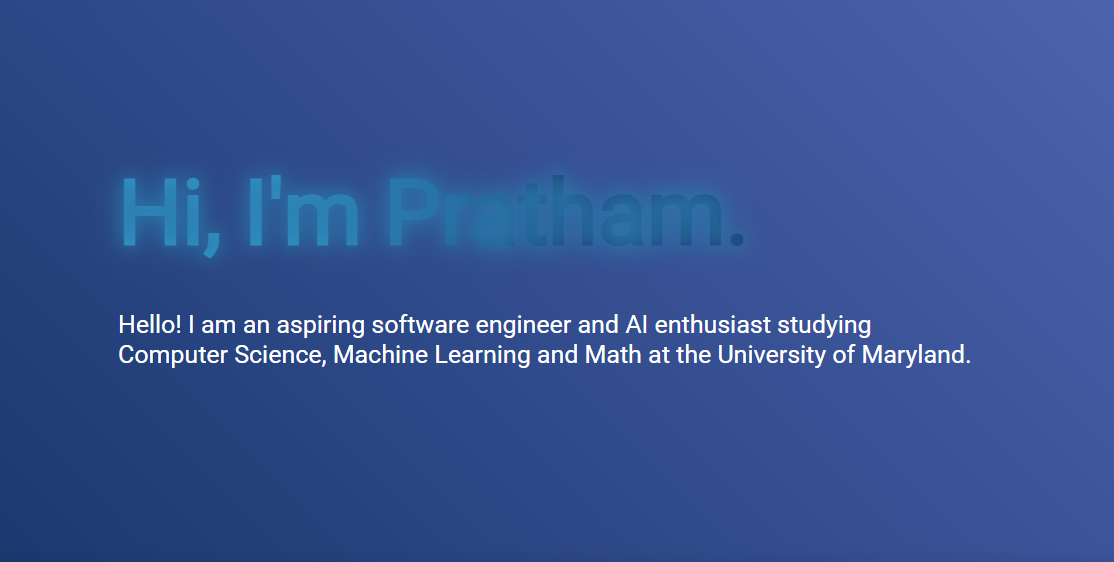 Hi, I'm Pratham.
Hello! I am an aspiring software engineer and AI enthusiast studying
Computer Science, Machine Learning and Math at the University of Maryland.